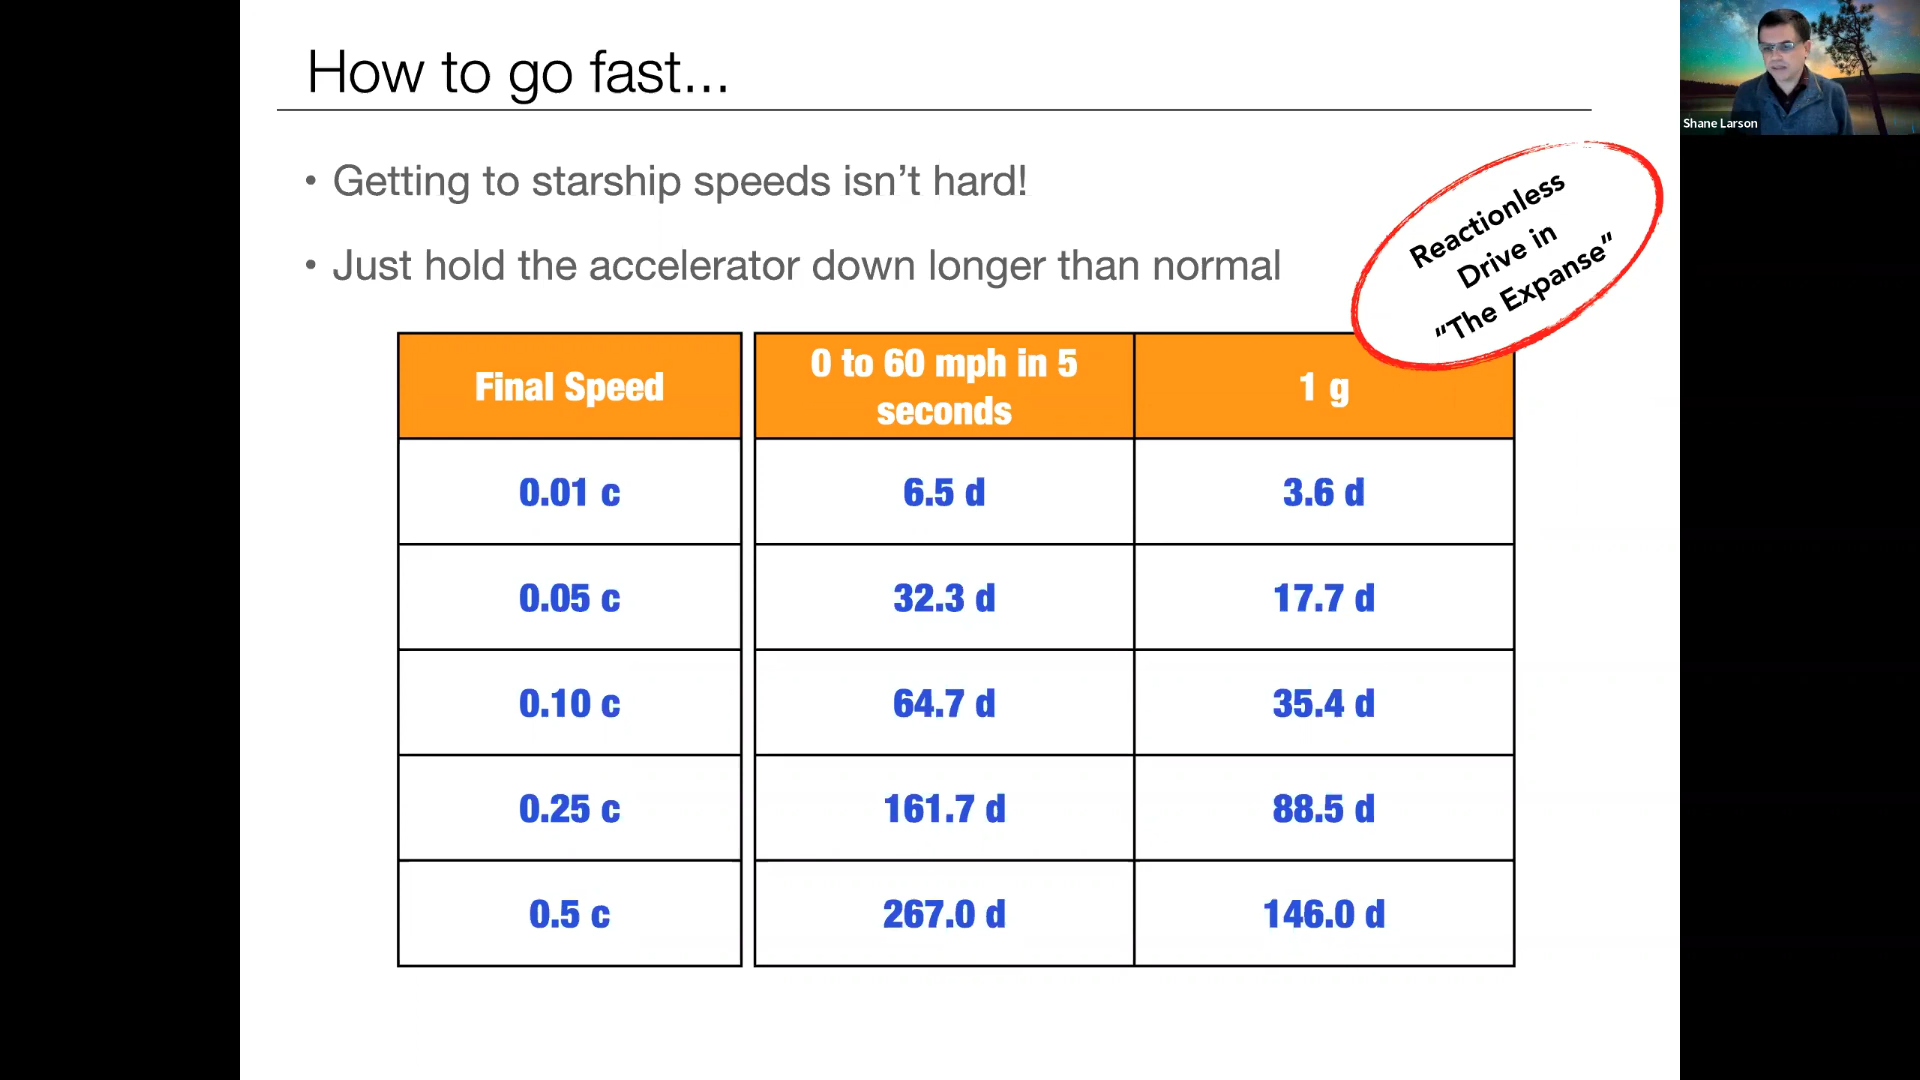 How to go fast...
• Getting to starship speeds isn't hard!
• Just hold the accelerator down longer than normal
Reactionless
Drive in
“The Expanse”
Final Speed
0 to 60 mph in 5
seconds
1 g
0.01 c
6.5 d
3.6 d
0.05 c
32.3 d
17.7 d
0.10 c
64.7 d
35.4 d
0.25 c
161.7 d
88.5 d
0.5 c
267.0 d
146.0 d
Shane Larson